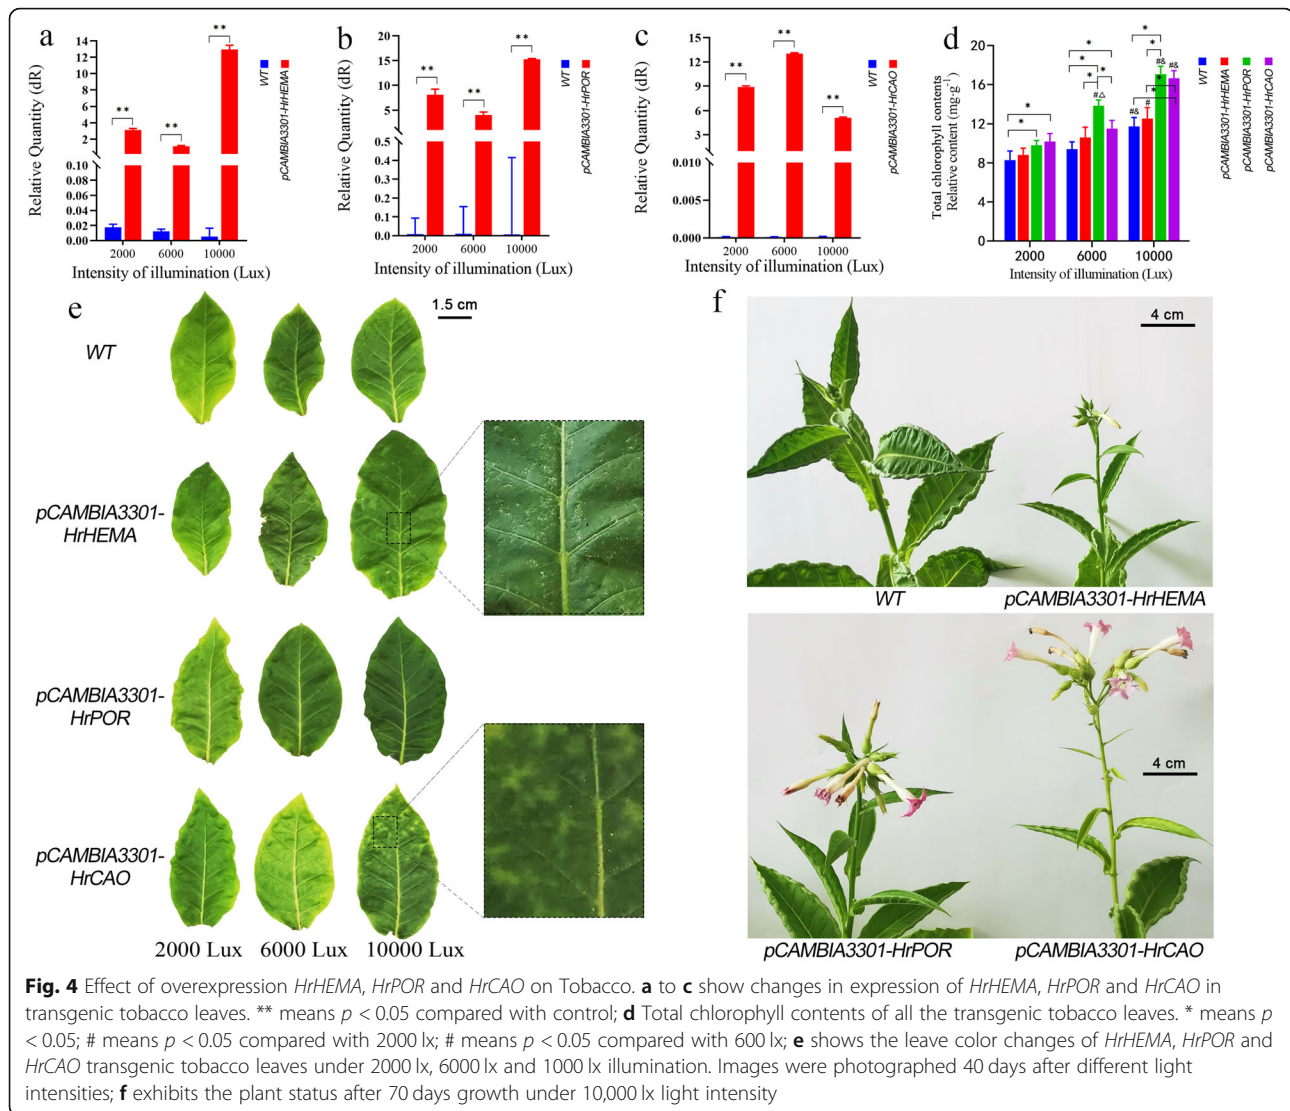 a
Relative Quantity (dR)
14
12
10
8
6
4
2
0.10
0.08
0.06
0.04
0.02
0.00
**
**
**
2000
6000
10000
Intensity of illumination (Lux)
WT
pCAMBIA3301-HrHEMA
b
Relative Quantity (dR)
20
15
10
5
0.5
0.4
0.3
0.2
0.1
0.0
**
**
**
2000
6000
10000
Intensity of illumination (Lux)
WT
pCAMBIA3301-HrPOR
c
Relative Quantity (dR)
15
12
9
6
3
0.010
0.005
0.000
**
**
**
2000
6000
10000
Intensity of illumination (Lux)
WT
pCAMBIA3301-HrCAO
d
Total chlorophyll contents
Relative content (mg·g⁻¹)
20
16
12
8
4
0
*
*
*
*
*
*
*
#△
*
*
*
*
#&
#
#&
#&
2000
6000
10000
Intensity of illumination (Lux)
WT
pCAMBIA3301-HrHEMA
pCAMBIA3301-HrPOR
pCAMBIA3301-HrCAO
e
1.5 cm
WT
pCAMBIA3301-
HrHEMA
pCAMBIA3301-
HrPOR
pCAMBIA3301-
HrCAO
2000 Lux 6000 Lux 10000 Lux
f
4 cm
WT pCAMBIA3301-HrHEMA
4 cm
pCAMBIA3301-HrPOR pCAMBIA3301-HrCAO
Fig. 4 Effect of overexpression HrHEMA, HrPOR and HrCAO on Tobacco. a to c show changes in expression of HrHEMA, HrPOR and HrCAO in
transgenic tobacco leaves. ** means p < 0.05 compared with control; d Total chlorophyll contents of all the transgenic tobacco leaves. * means p
< 0.05; # means p < 0.05 compared with 2000 lx; # means p < 0.05 compared with 600 lx; e shows the leave color changes of HrHEMA, HrPOR and
HrCAO transgenic tobacco leaves under 2000 lx, 6000 lx and 1000 lx illumination. Images were photographed 40 days after different light
intensities; f exhibits the plant status after 70 days growth under 10,000 lx light intensity